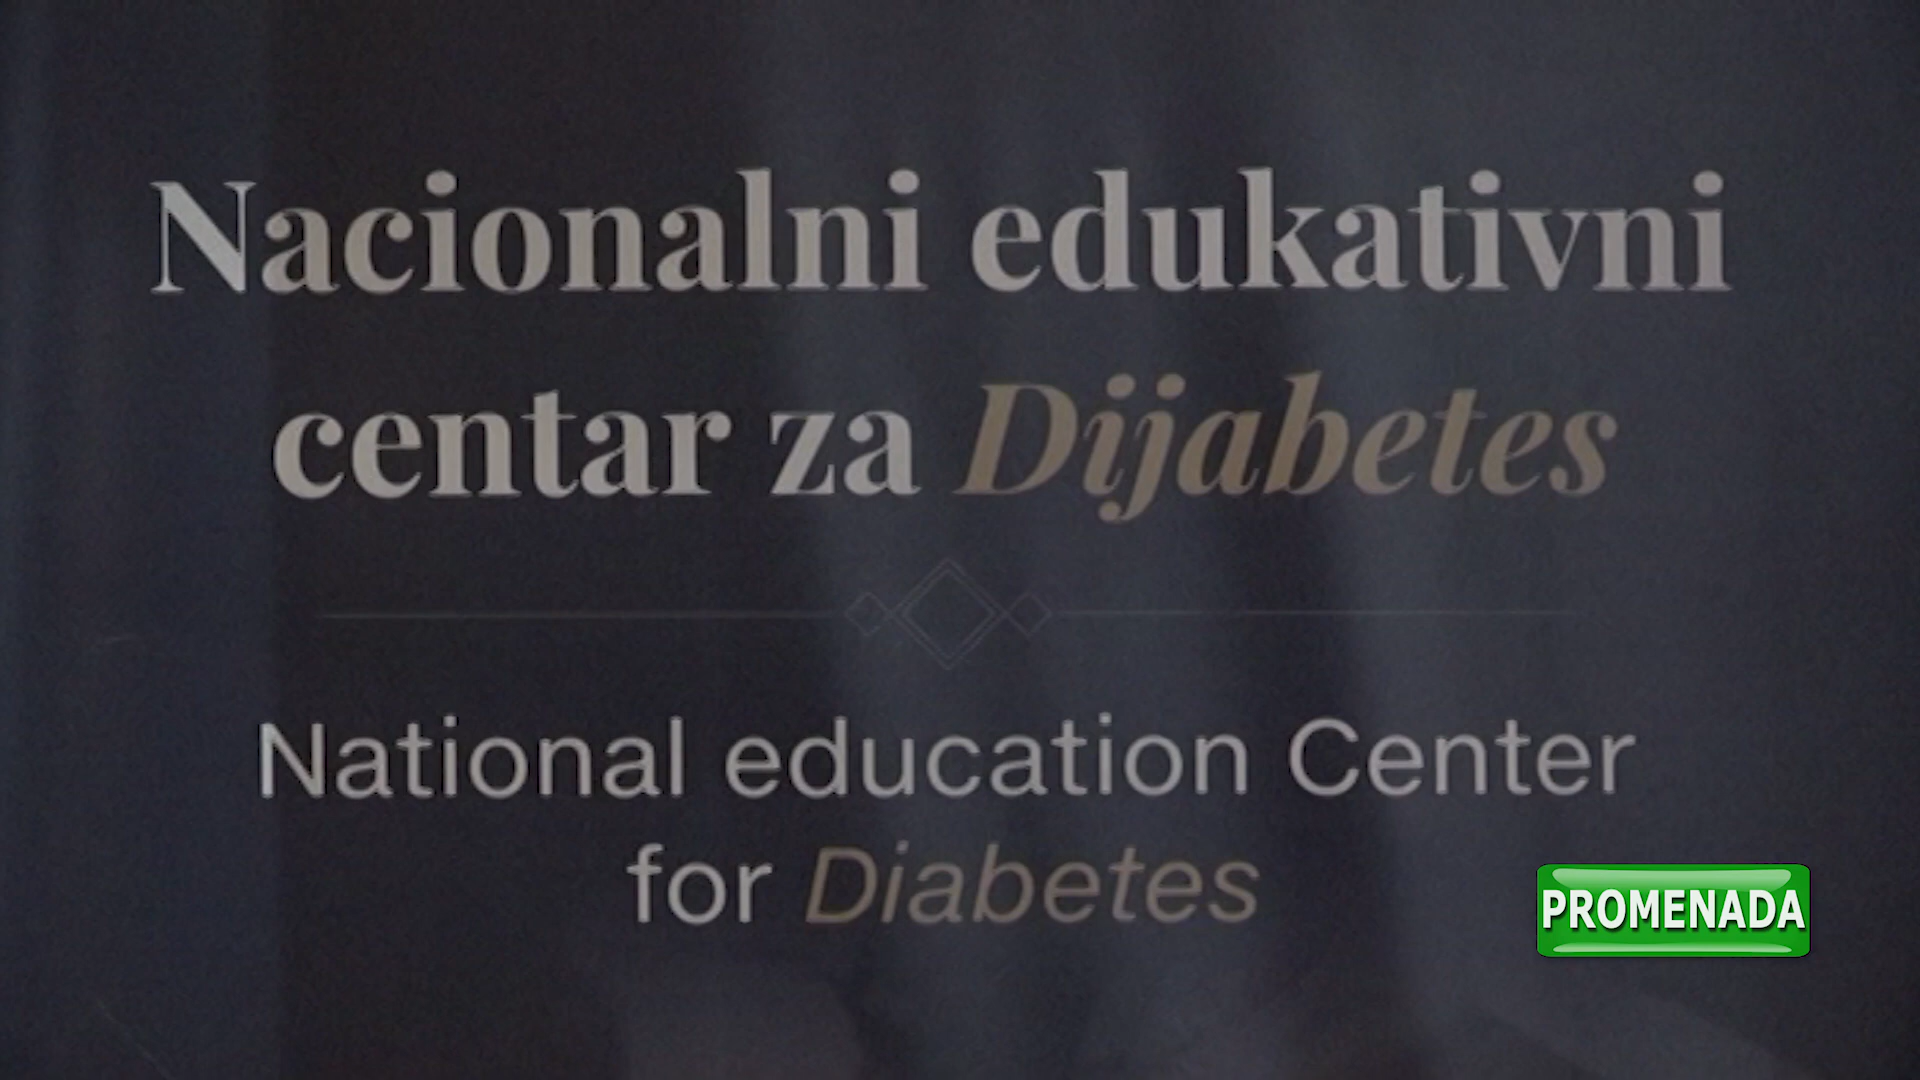 Nacionalni edukativni
centar za Dijabetes
National education Center
for Diabetes
PROMENADA